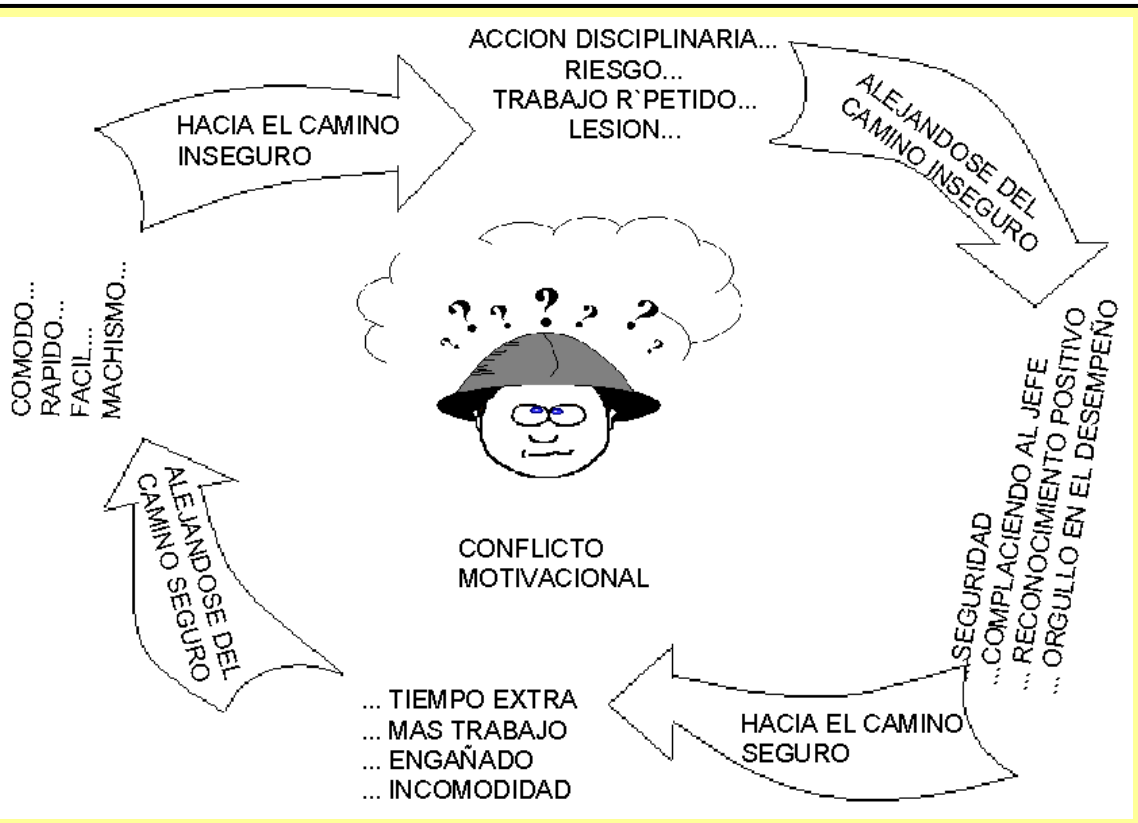 ACCION DISCIPLINARIA...
RIESGO...
TRABAJO R`PETIDO...
LESION...
HACIA EL CAMINO
INSEGURO
ALEJANDOSE DEL
CAMINO INSEGURO
COMODO...
RAPIDO...
FACIL...
MACHISMO...
? ? ? ? ?
? ?
...SEGURIDAD
...COMPLACIENDO AL JEFE
... RECONOCIMIENTO POSITIVO
... ORGULLO EN EL DESEMPEÑO
CONFLICTO
MOTIVACIONAL
ALEJANDOSE DEL
CAMINO SEGURO
HACIA EL CAMINO
SEGURO
... TIEMPO EXTRA
... MAS TRABAJO
... ENGAÑADO
... INCOMODIDAD